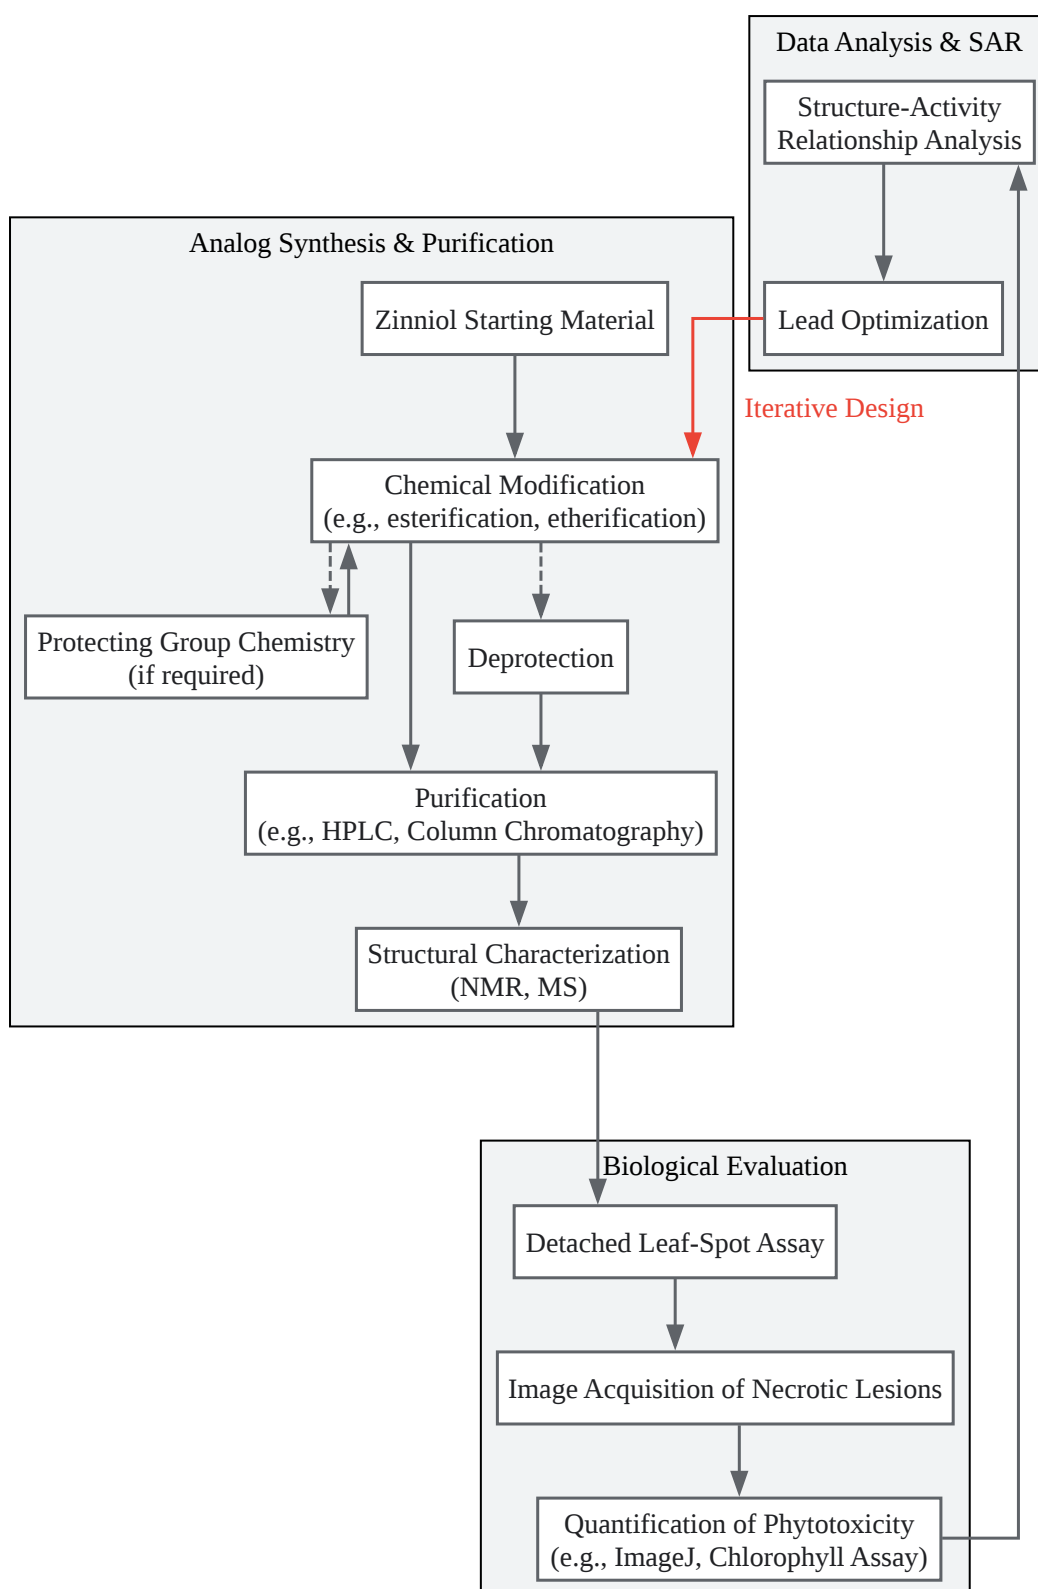 Data Analysis & SAR
Structure-Activity
Relationship Analysis
Lead Optimization
Iterative Design
Analog Synthesis & Purification
Zinniol Starting Material
Chemical Modification
(e.g., esterification, etherification)
Protecting Group Chemistry
(if required)
Deprotection
Purification
(e.g., HPLC, Column Chromatography)
Structural Characterization
(NMR, MS)
Biological Evaluation
Detached Leaf-Spot Assay
Image Acquisition of Necrotic Lesions
Quantification of Phytotoxicity
(e.g., ImageJ, Chlorophyll Assay)